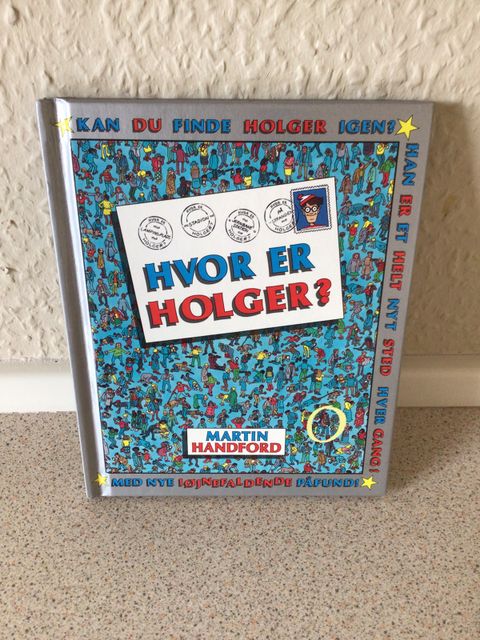 KAN DU FINDE HOLGER IGEN?
HAN ER ET HELT NYT STED HVER GANG!
HVOR ER
HOLGER?
MARTIN
HANDFORD
MED NYE IØJNEFALDENDE PÅFUND!